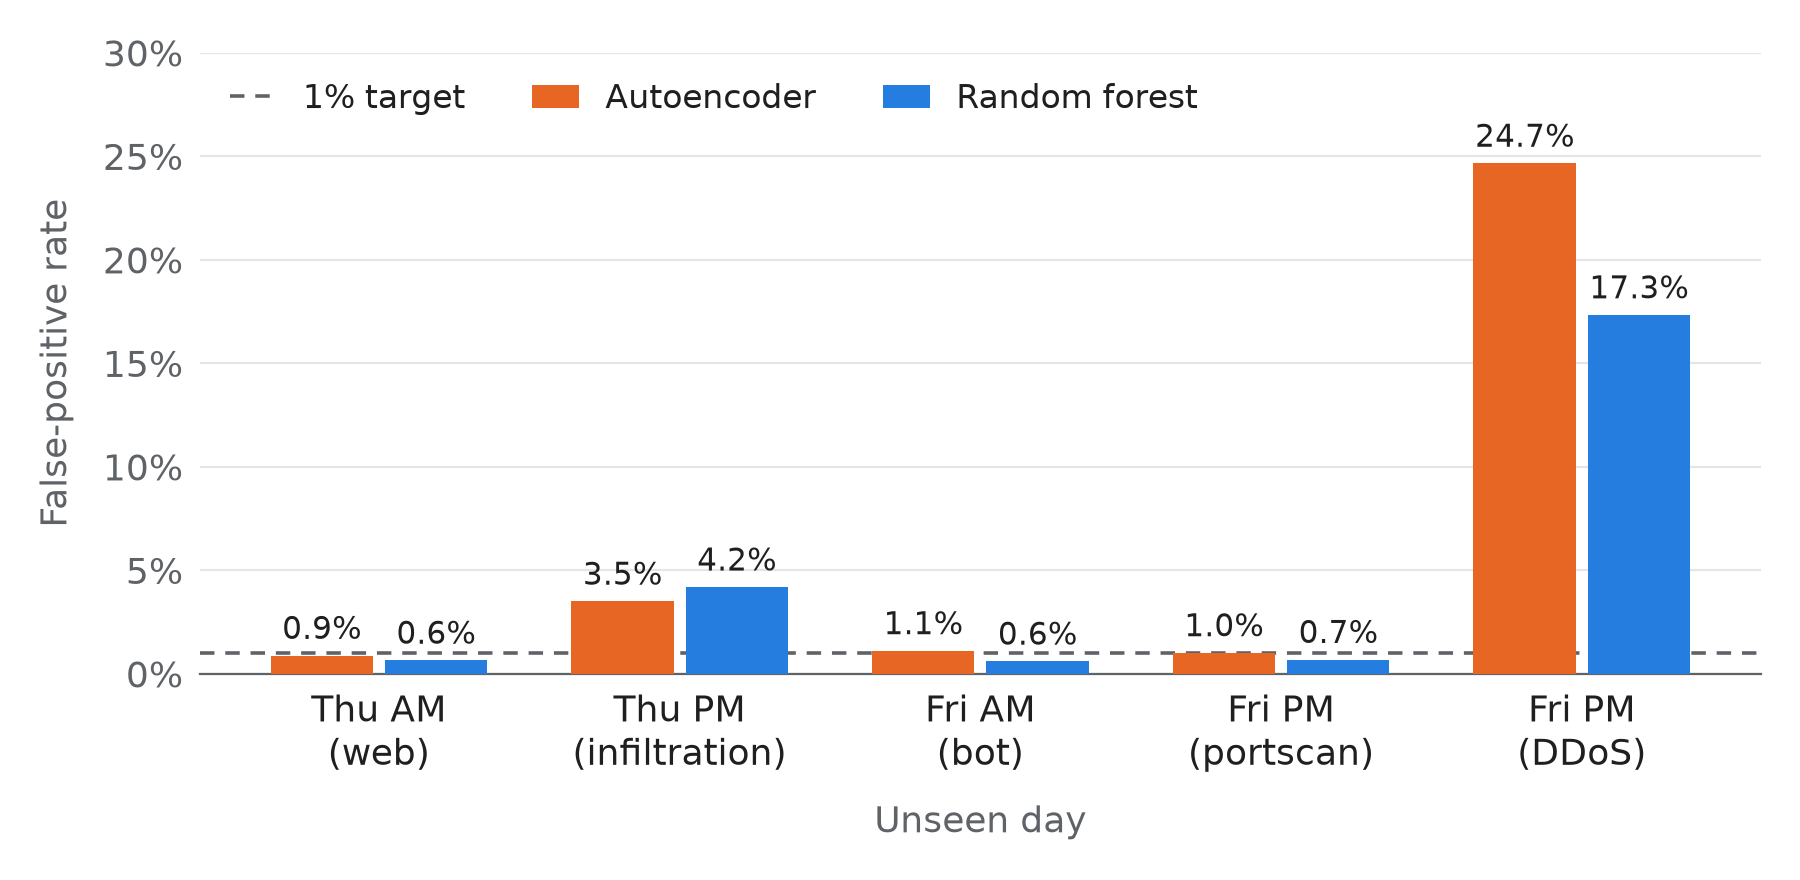 30%
1% target Autoencoder Random forest
24.7%
25%
20%
17.3%
15%
10%
5%
3.5% 4.2%
0.9% 0.6% 1.1% 0.6% 1.0% 0.7%
0%
False-positive rate
Thu AM Thu PM Fri AM Fri PM Fri PM
(web) (infiltration) (bot) (portscan) (DDoS)
Unseen day